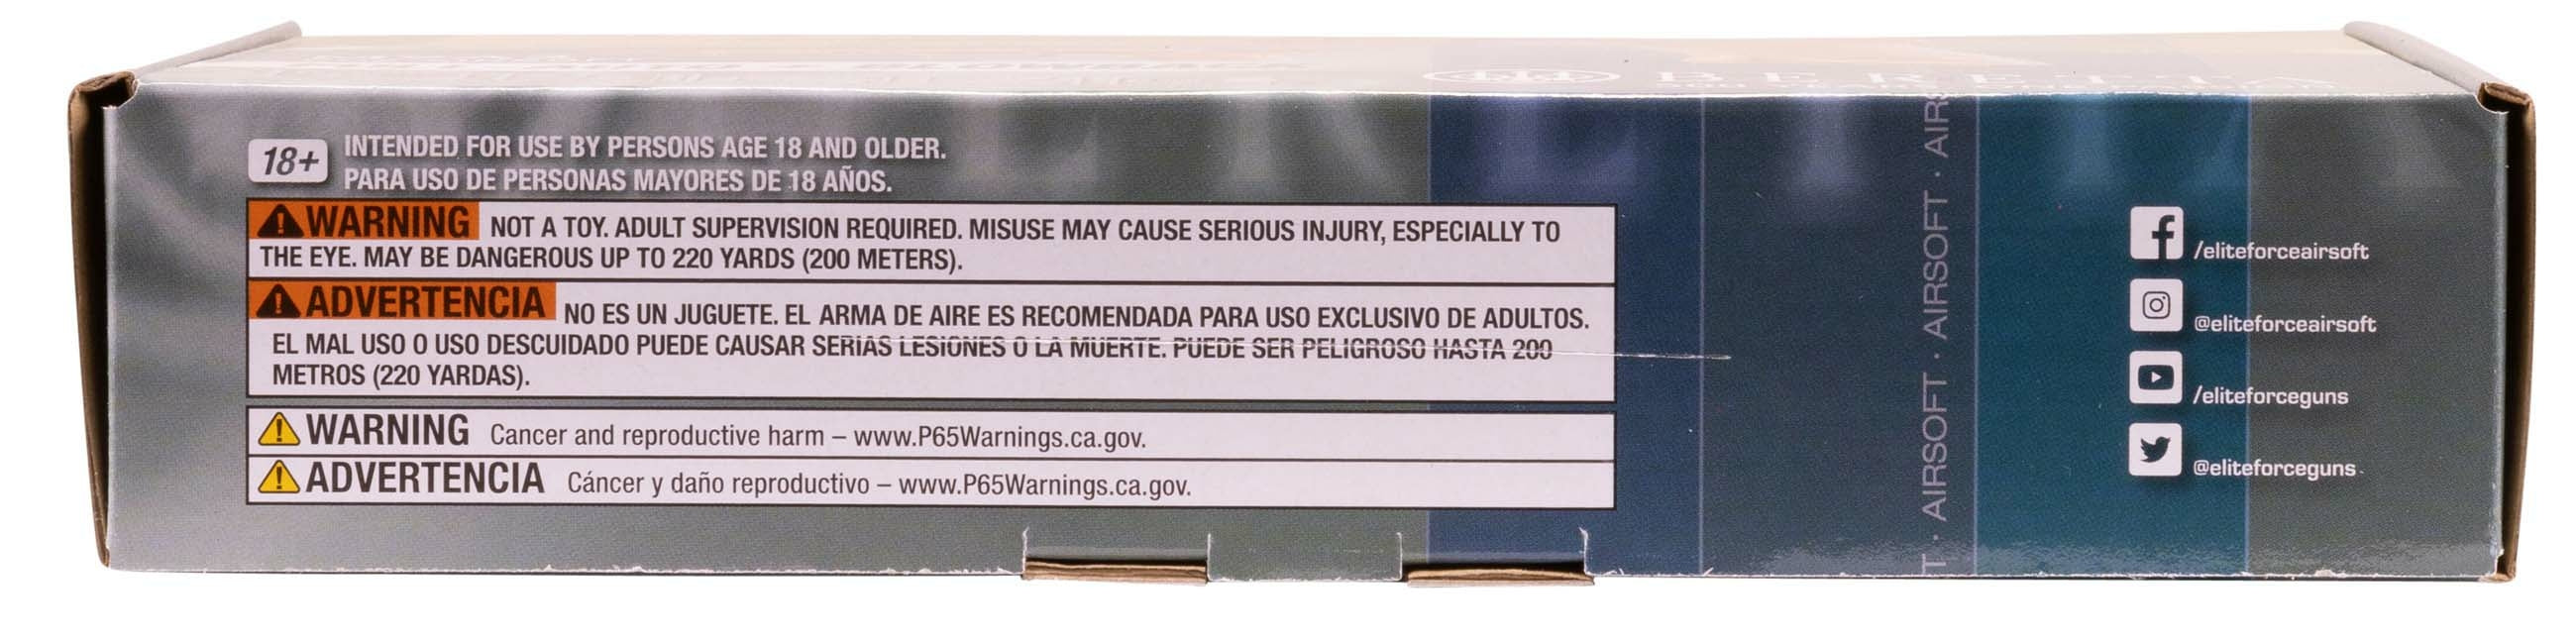 BERETTA
18+
INTENDED FOR USE BY PERSONS AGE 18 AND OLDER.
PARA USO DE PERSONAS MAYORES DE 18 AÑOS.
WARNING NOT A TOY. ADULT SUPERVISION REQUIRED. MISUSE MAY CAUSE SERIOUS INJURY, ESPECIALLY TO
THE EYE. MAY BE DANGEROUS UP TO 220 YARDS (200 METERS).
ADVERTENCIA NO ES UN JUGUETE. EL ARMA DE AIRE ES RECOMENDADA PARA USO EXCLUSIVO DE ADULTOS.
EL MAL USO O USO DESCUIDADO PUEDE CAUSAR SERIAS LESIONES O LA MUERTE. PUEDE SER PELIGROSO HASTA 200
METROS (220 YARDAS).
WARNING Cancer and reproductive harm – www.P65Warnings.ca.gov.
ADVERTENCIA Cáncer y daño reproductivo – www.P65Warnings.ca.gov.
T · AIRSOFT · AIRSOFT · AIRS
/eliteforceairsoft
@eliteforceairsoft
/eliteforceguns
@eliteforceguns